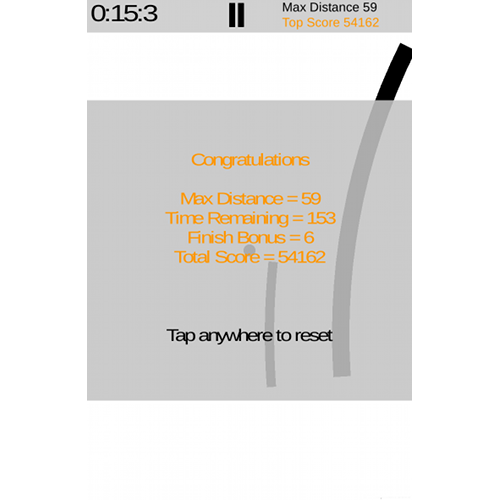 0:15:3
Max Distance 59
Top Score 54162
Congratulations
Max Distance = 59
Time Remaining = 153
Finish Bonus = 6
Total Score = 54162
Tap anywhere to reset